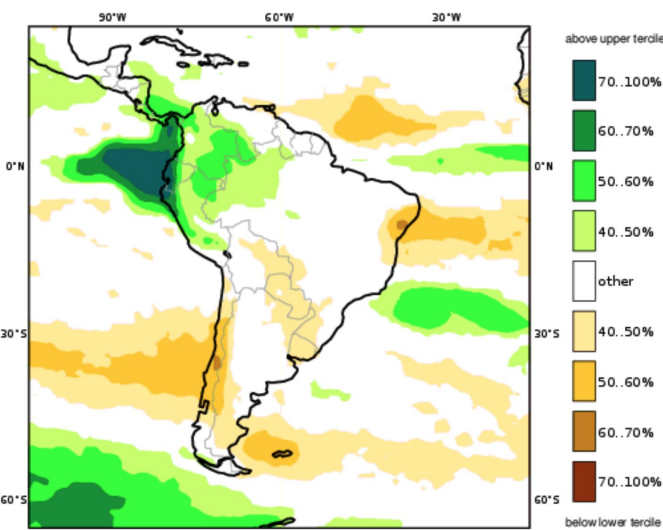 90°W 60°W 30°W
above upper tercile
70..100%
60..70%
0°N 0°N
50..60%
40..50%
other
30°S 30°S
40..50%
50..60%
60..70%
70..100%
60°S 60°S
below lower tercile